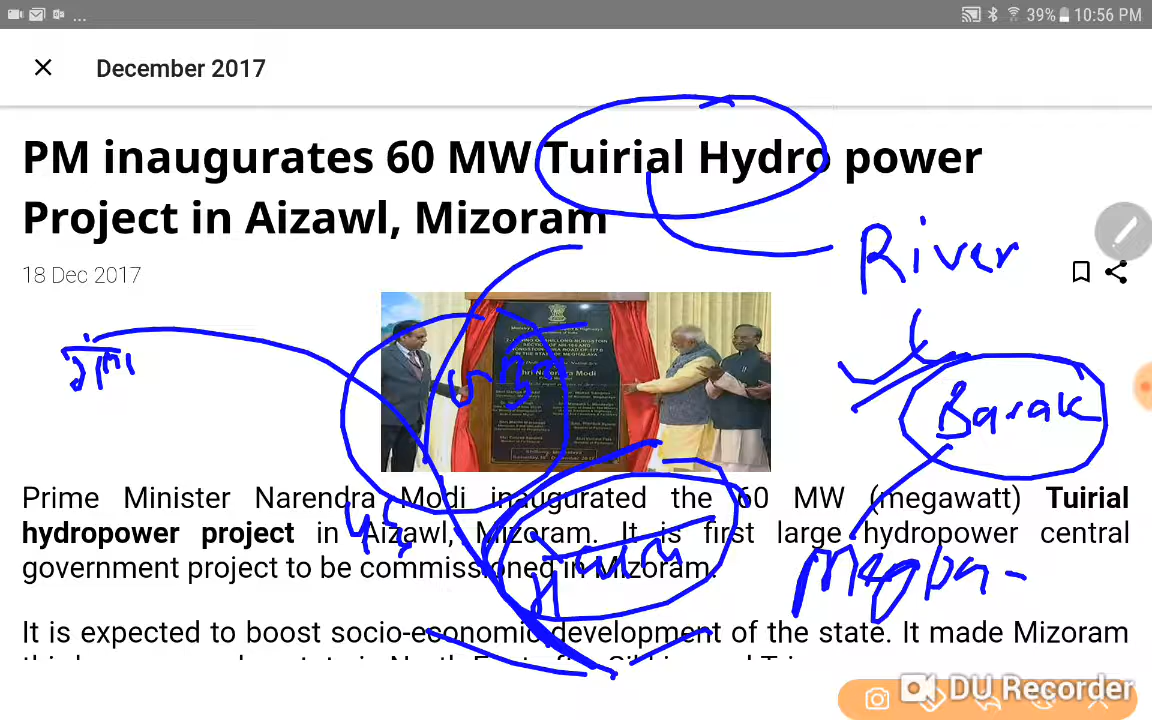 39% 10:56 PM
December 2017
PM inaugurates 60 MW Tuirial Hydro power
Project in Aizawl, Mizoram
18 Dec 2017
River
Barak
Prime Minister Narendra Modi inaugurated the 60 MW (megawatt) Tuirial
hydropower project in Aizawl, Mizoram. It is first large hydropower central
government project to be commissioned in Mizoram.
It is expected to boost socio-economic development of the state. It made Mizoram
DU Recorder